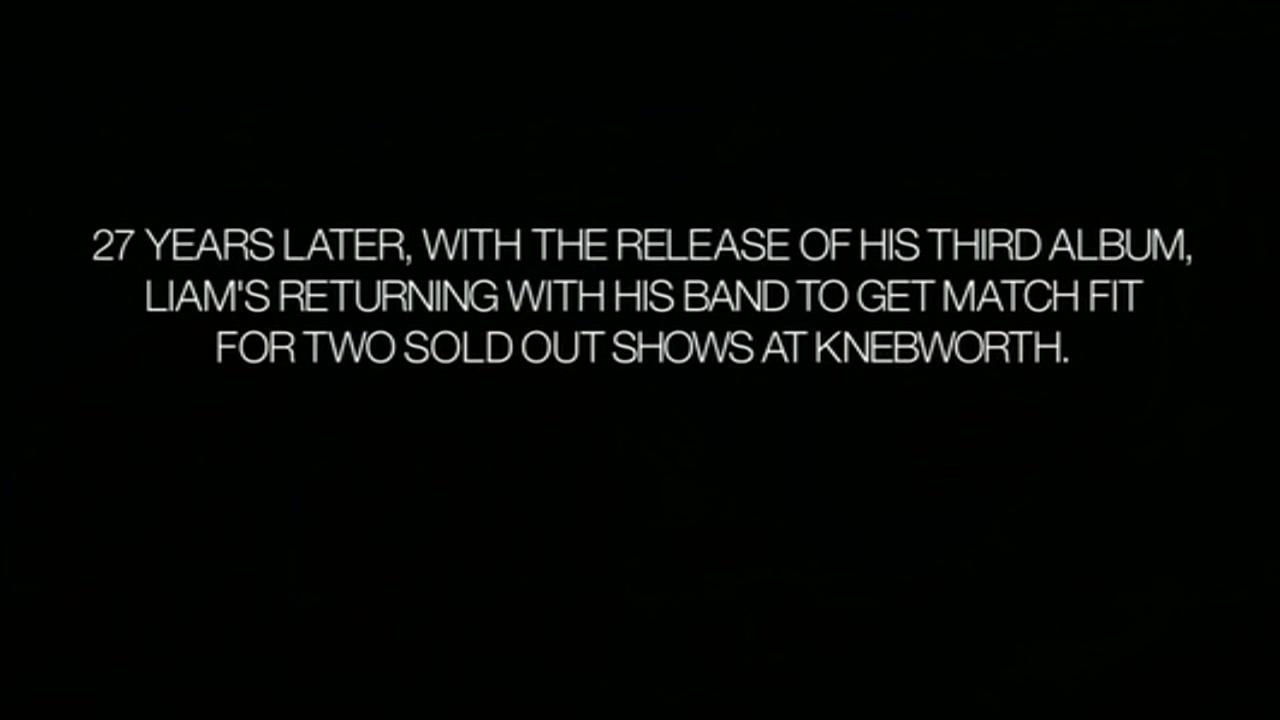 27 YEARS LATER, WITH THE RELEASE OF HIS THIRD ALBUM,
LIAM'S RETURNING WITH HIS BAND TO GET MATCH FIT
FOR TWO SOLD OUT SHOWS AT KNEBWORTH.